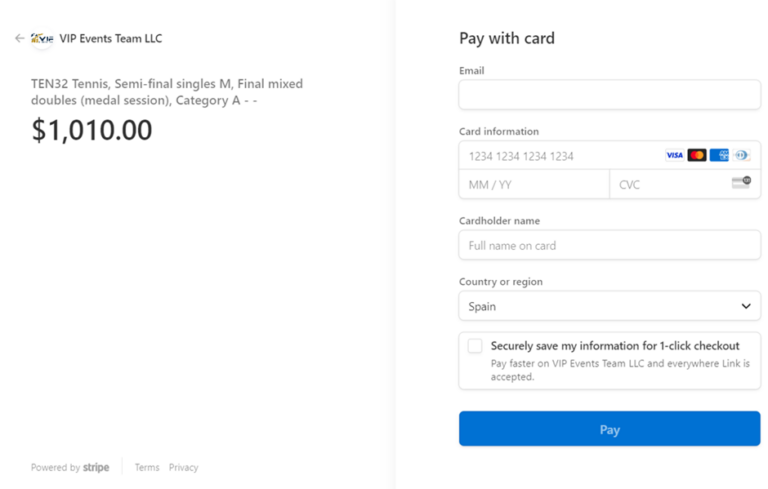 VIP Events Team LLC
TEN32 Tennis, Semi-final singles M, Final mixed
doubles (medal session), Category A - -
$1,010.00
Powered by stripe
Terms Privacy
Pay with card
Email
Card information
1234 1234 1234 1234 VISA
MM / YY CVC
Cardholder name
Full name on card
Country or region
Spain
Securely save my information for 1-click checkout
Pay faster on VIP Events Team LLC and everywhere Link is
accepted.
Pay